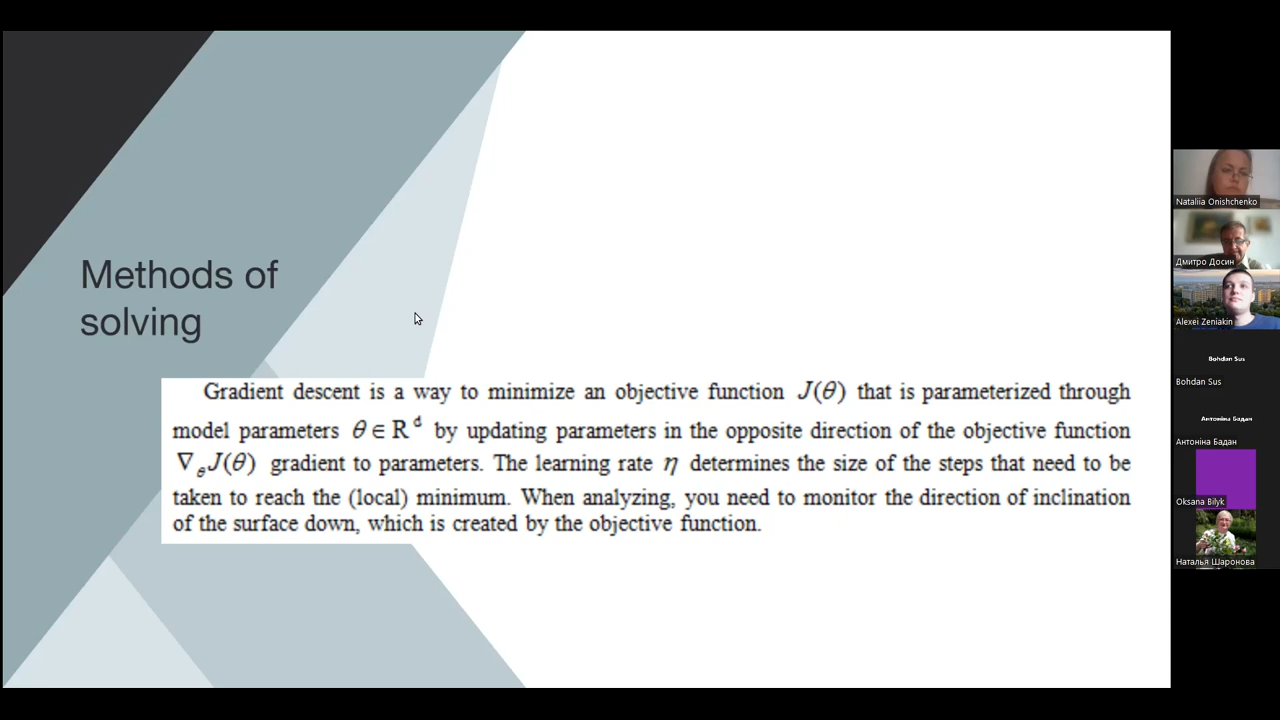 Methods of
solving
Gradient descent is a way to minimize an objective function J(θ) that is parameterized through
model parameters θ ∈ R^d by updating parameters in the opposite direction of the objective function
∇_θ J(θ) gradient to parameters. The learning rate η determines the size of the steps that need to be
taken to reach the (local) minimum. When analyzing, you need to monitor the direction of inclination
of the surface down, which is created by the objective function.
Nataliia Onishchenko
Дмитро Досин
Alexei Zeniakin
Bohdan Sus
Bohdan Sus
Антоніна Бадан
Антоніна Бадан
Oksana Bilyk
Наталья Шаронова